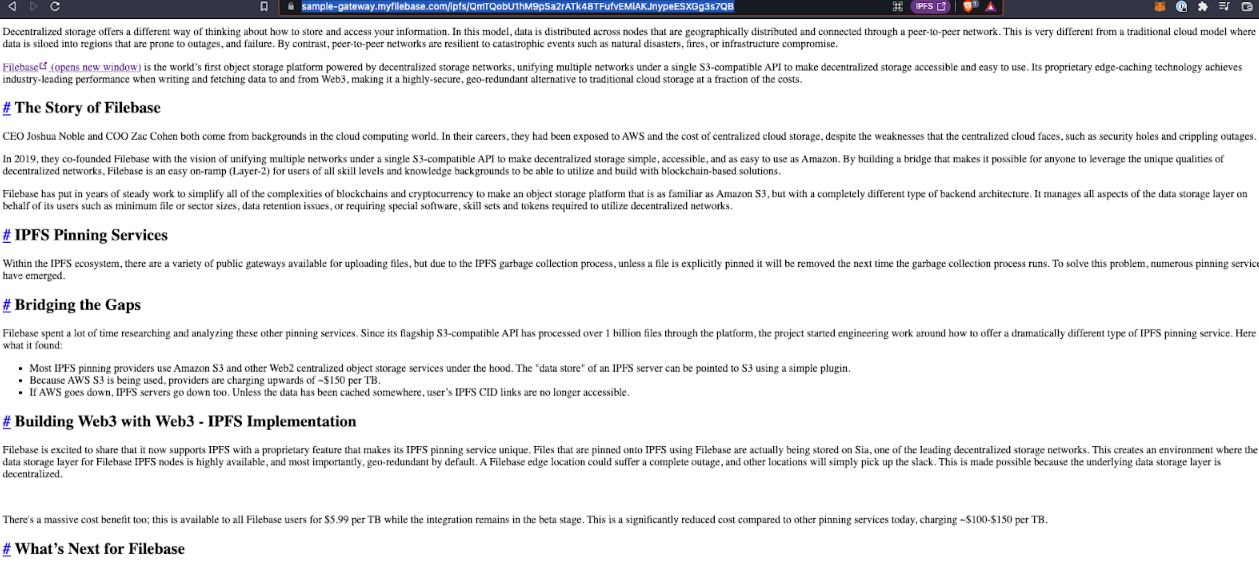 sample-gateway.myfilebase.com/ipfs/QmTQobU1hM9pSa2rATk48TFufvEMiAKJnypeESXGg3s7QB
IPFS
Decentralized storage offers a different way of thinking about how to store and access your information. In this model, data is distributed across nodes that are geographically distributed and connected through a peer-to-peer network. This is very different from a traditional cloud model where
data is siloed into regions that are prone to outages, and failure. By contrast, peer-to-peer networks are resilient to catastrophic events such as natural disasters, fires, or infrastructure compromise.
Filebase (opens new window) is the world's first object storage platform powered by decentralized storage networks, unifying multiple networks under a single S3-compatible API to make decentralized storage accessible and easy to use. Its proprietary edge-caching technology achieves
industry-leading performance when writing and fetching data to and from Web3, making it a highly-secure, geo-redundant alternative to traditional cloud storage at a fraction of the costs.
# The Story of Filebase
CEO Joshua Noble and COO Zac Cohen both come from backgrounds in the cloud computing world. In their careers, they had been exposed to AWS and the cost of centralized cloud storage, despite the weaknesses that the centralized cloud faces, such as security holes and crippling outages.
In 2019, they co-founded Filebase with the vision of unifying multiple networks under a single S3-compatible API to make decentralized storage simple, accessible, and as easy to use as Amazon. By building a bridge that makes it possible for anyone to leverage the unique qualities of
decentralized networks, Filebase is an easy on-ramp (Layer-2) for users of all skill levels and knowledge backgrounds to be able to utilize and build with blockchain-based solutions.
Filebase has put in years of steady work to simplify all of the complexities of blockchains and cryptocurrency to make an object storage platform that is as familiar as Amazon S3, but with a completely different type of backend architecture. It manages all aspects of the data storage layer on
behalf of its users such as minimum file or sector sizes, data retention issues, or requiring special software, skill sets and tokens required to utilize decentralized networks.
# IPFS Pinning Services
Within the IPFS ecosystem, there are a variety of public gateways available for uploading files, but due to the IPFS garbage collection process, unless a file is explicitly pinned it will be removed the next time the garbage collection process runs. To solve this problem, numerous pinning service
have emerged.
# Bridging the Gaps
Filebase spent a lot of time researching and analyzing these other pinning services. Since its flagship S3-compatible API has processed over 1 billion files through the platform, the project started engineering work around how to offer a dramatically different type of IPFS pinning service. Here
what it found:
• Most IPFS pinning providers use Amazon S3 and other Web2 centralized object storage services under the hood. The "data store" of an IPFS server can be pointed to S3 using a simple plugin.
• Because AWS S3 is being used, providers are charging upwards of ~$150 per TB.
• If AWS goes down, IPFS servers go down too. Unless the data has been cached somewhere, user's IPFS CID links are no longer accessible.
# Building Web3 with Web3 - IPFS Implementation
Filebase is excited to share that it now supports IPFS with a proprietary feature that makes its IPFS pinning service unique. Files that are pinned onto IPFS using Filebase are actually being stored on Sia, one of the leading decentralized storage networks. This creates an environment where the
data storage layer for Filebase IPFS nodes is highly available, and most importantly, geo-redundant by default. A Filebase edge location could suffer a complete outage, and other locations will simply pick up the slack. This is made possible because the underlying data storage layer is
decentralized.
There's a massive cost benefit too; this is available to all Filebase users for $5.99 per TB while the integration remains in the beta stage. This is a significantly reduced cost compared to other pinning services today, charging ~$100-$150 per TB.
# What's Next for Filebase